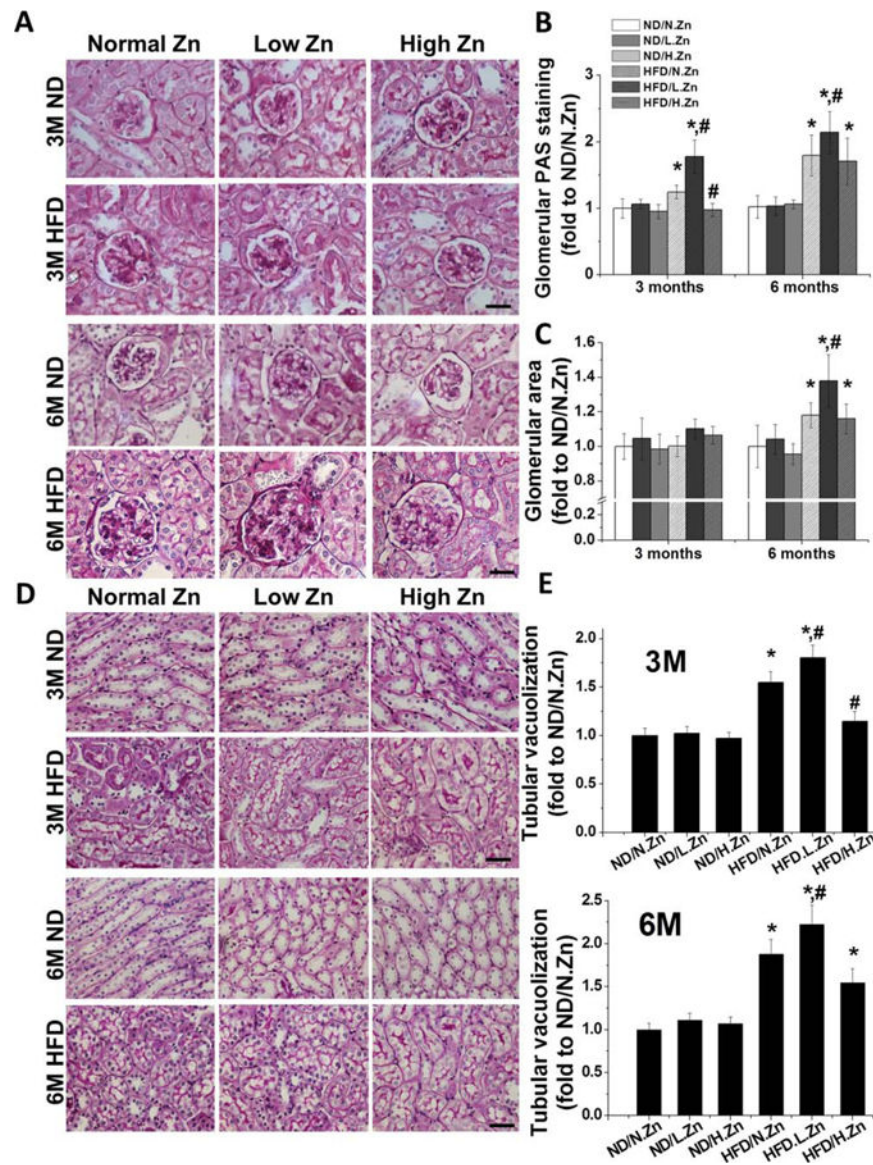 A
Normal Zn Low Zn High Zn
3M ND
3M HFD
6M ND
6M HFD
B
ND/N.Zn
ND/L.Zn
ND/H.Zn
HFD/N.Zn
HFD/L.Zn
HFD/H.Zn
Glomerular PAS staining
(fold to ND/N.Zn)
3
2
1
0
*
*,#
#
*
*,#
*
3 months 6 months
C
Glomerular area
(fold to ND/N.Zn)
1.6
1.4
1.2
1.0
0.8
0.2
0.0
*
*,#
*
3 months 6 months
D
Normal Zn Low Zn High Zn
3M ND
3M HFD
6M ND
6M HFD
E
3M
Tubular vacuolization
(fold to ND/N.Zn)
2.0
1.5
1.0
0.5
0.0
*
*,#
#
ND/N.Zn ND/L.Zn ND/H.Zn HFD/N.Zn HFD.L.Zn HFD/H.Zn
6M
Tubular vacuolization
(fold to ND/N.Zn)
2.5
2.0
1.5
1.0
0.5
0.0
*
*,#
*
ND/N.Zn ND/L.Zn ND/H.Zn HFD/N.Zn HFD.L.Zn HFD/H.Zn